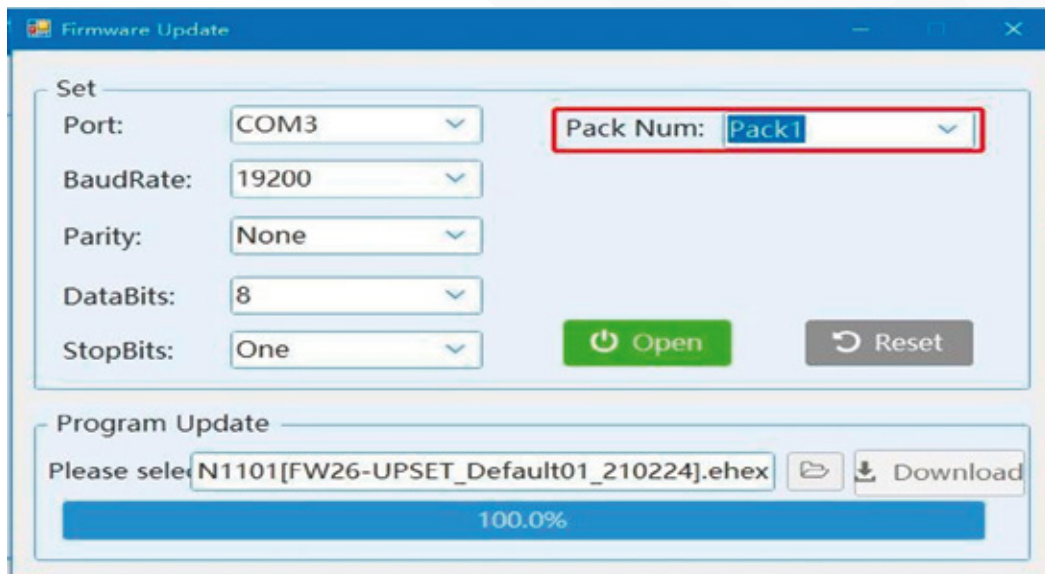 Firmware Update
Set
Port: COM3 Pack Num: Pack1
BaudRate: 19200
Parity: None
DataBits: 8
StopBits: One Open Reset
Program Update
Please selec N1101[FW26-UPSET_Default01_210224].ehex Download
100.0%